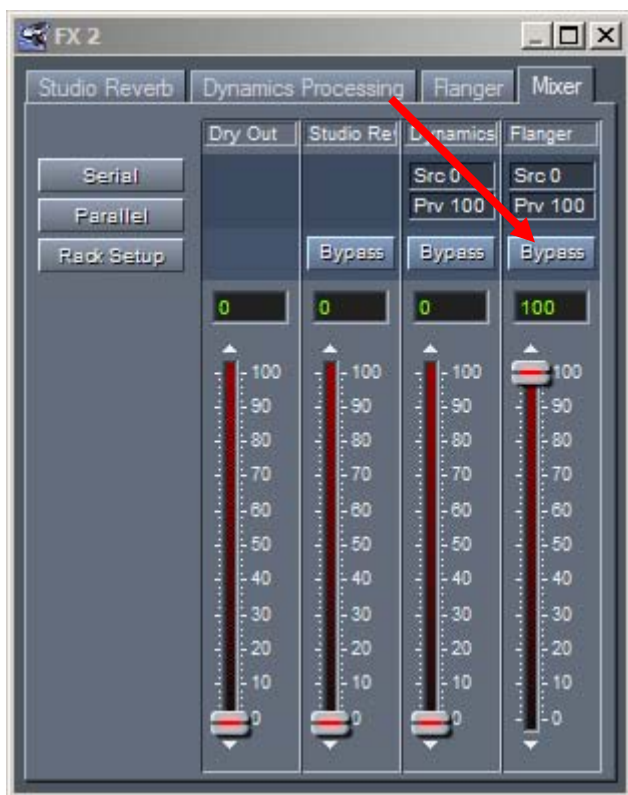 FX 2
Studio Reverb Dynamics Processing Flanger Mixer
Dry Out Studio Re Dynamics Flanger
Serial Src 0 Src 0
Parallel Prv 100 Prv 100
Rack Setup Bypass Bypass Bypass
0 0 0 100
100 100 100 100
90 90 90 90
80 80 80 80
70 70 70 70
60 60 60 60
50 50 50 50
40 40 40 40
30 30 30 30
20 20 20 20
10 10 10 10
0 0 0 0